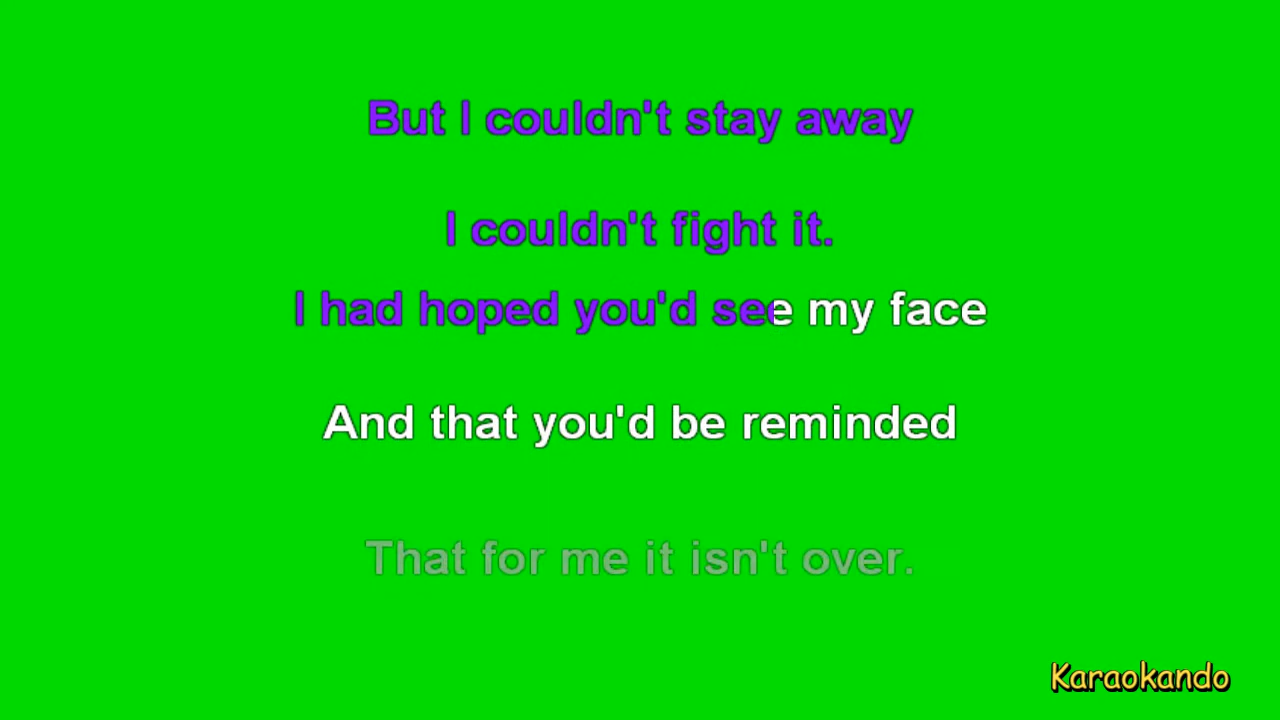 But I couldn't stay away
I couldn't fight it.
I had hoped you'd see my face
And that you'd be reminded
That for me it isn't over.
Karaokando